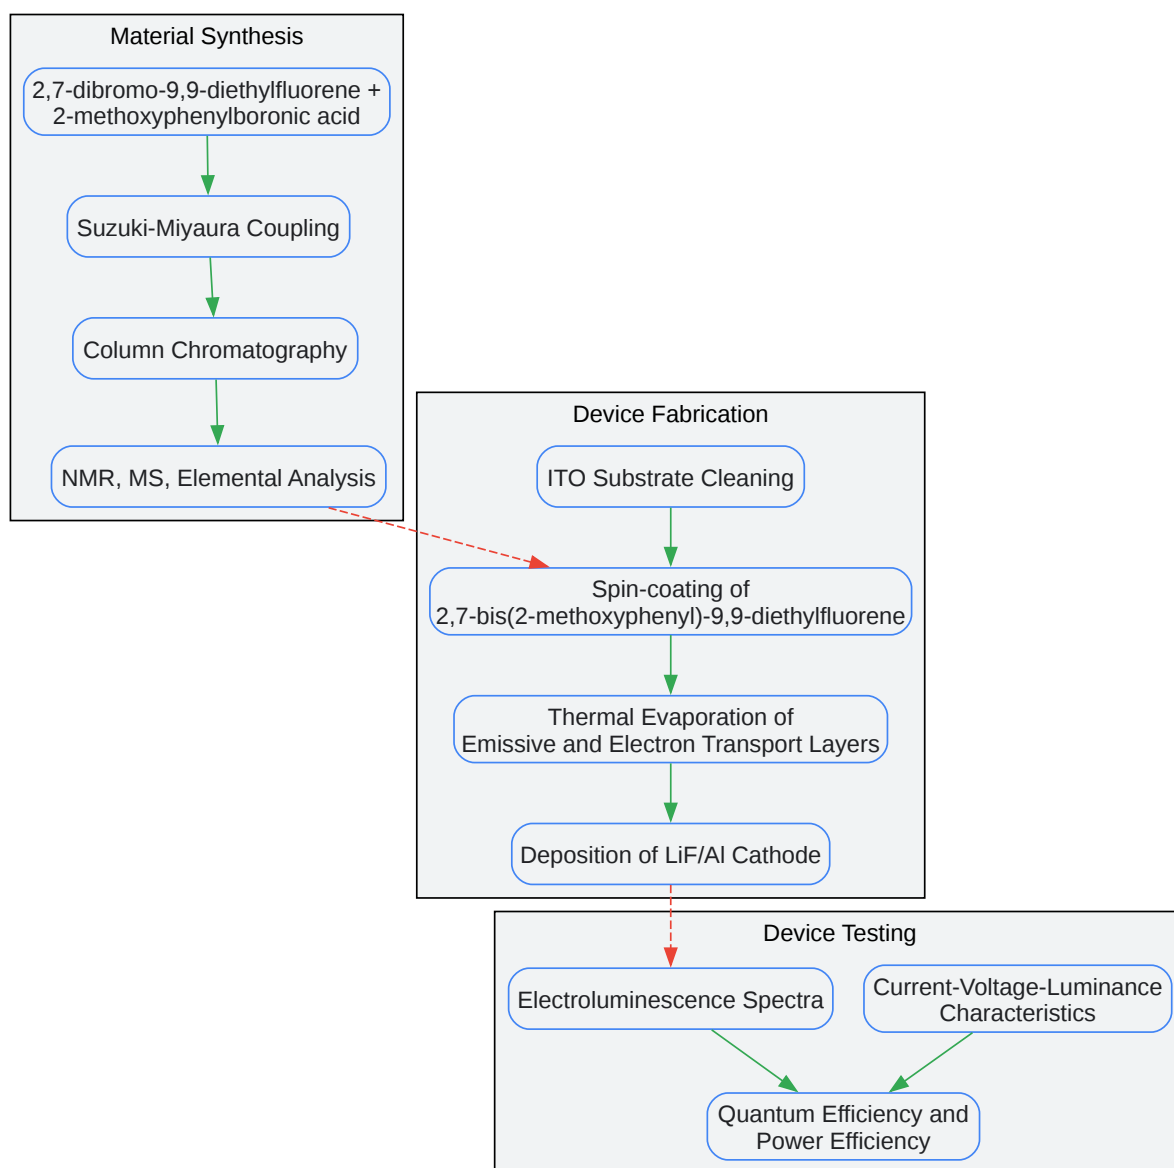 Material Synthesis
2,7-dibromo-9,9-diethylfluorene +
2-methoxyphenylboronic acid
Suzuki-Miyaura Coupling
Column Chromatography
NMR, MS, Elemental Analysis
Device Fabrication
ITO Substrate Cleaning
Spin-coating of
2,7-bis(2-methoxyphenyl)-9,9-diethylfluorene
Thermal Evaporation of
Emissive and Electron Transport Layers
Deposition of LiF/Al Cathode
Device Testing
Electroluminescence Spectra
Current-Voltage-Luminance
Characteristics
Quantum Efficiency and
Power Efficiency